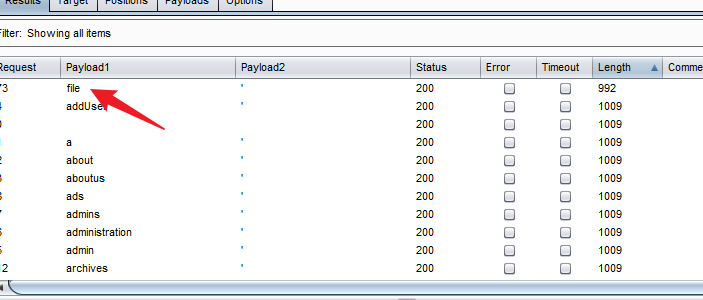 Results Target Positions Payloads Options
Filter: Showing all items
Request Payload1 Payload2 Status Error Timeout Length Comme
73 file ' 200 992
4 addUse ' 200 1009
0 200 1009
1 a ' 200 1009
2 about ' 200 1009
3 aboutus ' 200 1009
8 ads ' 200 1009
7 admins ' 200 1009
6 administration ' 200 1009
5 admin ' 200 1009
12 archives ' 200 1009